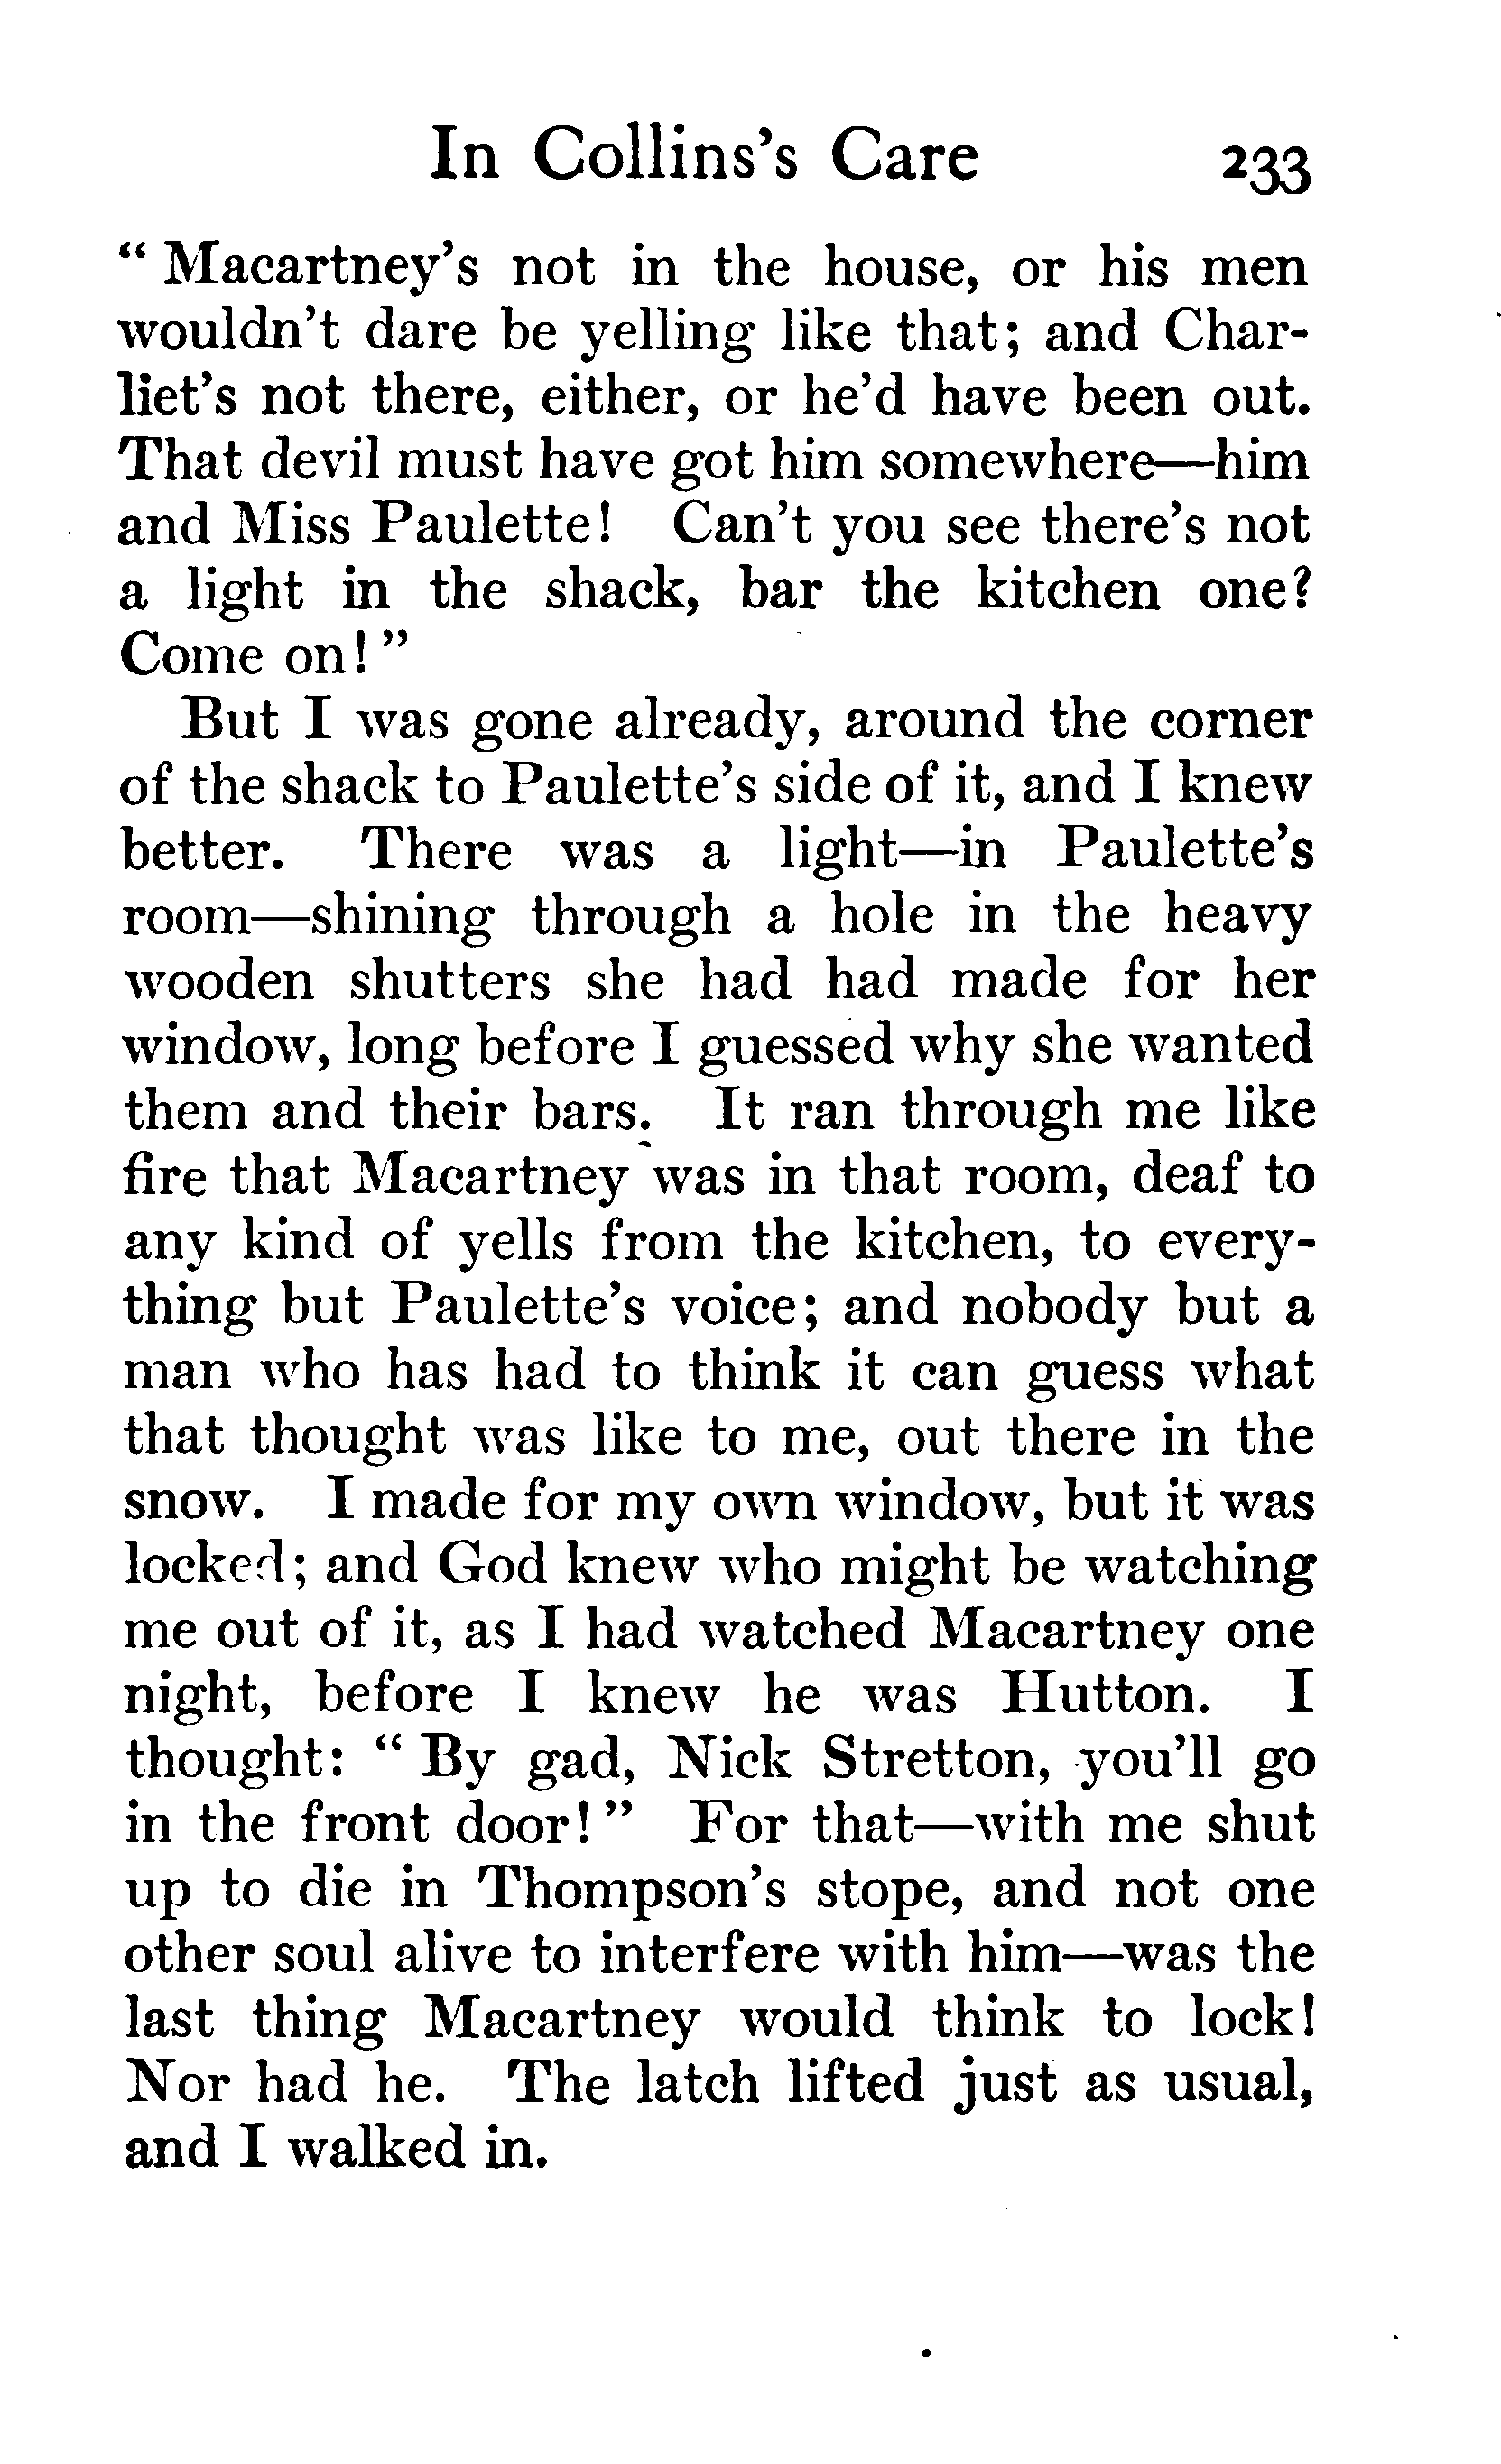 In Collins's Care 233
“ Macartney's not in the house, or his men
wouldn't dare be yelling like that; and Char-
liet's not there, either, or he'd have been out.
That devil must have got him somewhere—him
and Miss Paulette! Can't you see there's not
a light in the shack, bar the kitchen one?
Come on! ”
But I was gone already, around the corner
of the shack to Paulette's side of it, and I knew
better. There was a light—in Paulette's
room—shining through a hole in the heavy
wooden shutters she had had made for her
window, long before I guessed why she wanted
them and their bars. It ran through me like
fire that Macartney was in that room, deaf to
any kind of yells from the kitchen, to every-
thing but Paulette's voice; and nobody but a
man who has had to think it can guess what
that thought was like to me, out there in the
snow. I made for my own window, but it was
locked; and God knew who might be watching
me out of it, as I had watched Macartney one
night, before I knew he was Hutton. I
thought: “ By gad, Nick Stretton, you'll go
in the front door! ” For that—with me shut
up to die in Thompson's stope, and not one
other soul alive to interfere with him—was the
last thing Macartney would think to lock!
Nor had he. The latch lifted just as usual,
and I walked in.